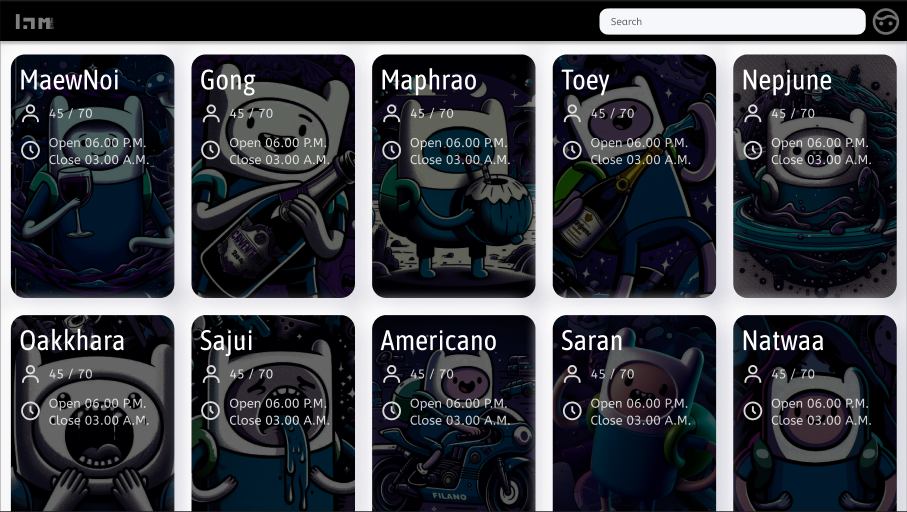 Search
MaewNoi
45 / 70
Open 06.00 P.M.
Close 03.00 A.M.
Gong
45 / 70
Open 06.00 P.M.
Close 03.00 A.M.
Maphrao
45 / 70
Open 06.00 P.M.
Close 03.00 A.M.
Toey
45 / 70
Open 06.00 P.M.
Close 03.00 A.M.
Nepjune
45 / 70
Open 06.00 P.M.
Close 03.00 A.M.
Oakkhara
45 / 70
Open 06.00 P.M.
Close 03.00 A.M.
Sajui
45 / 70
Open 06.00 P.M.
Close 03.00 A.M.
Americano
45 / 70
Open 06.00 P.M.
Close 03.00 A.M.
FILANO
Saran
45 / 70
Open 06.00 P.M.
Close 03.00 A.M.
Natwaa
45 / 70
Open 06.00 P.M.
Close 03.00 A.M.